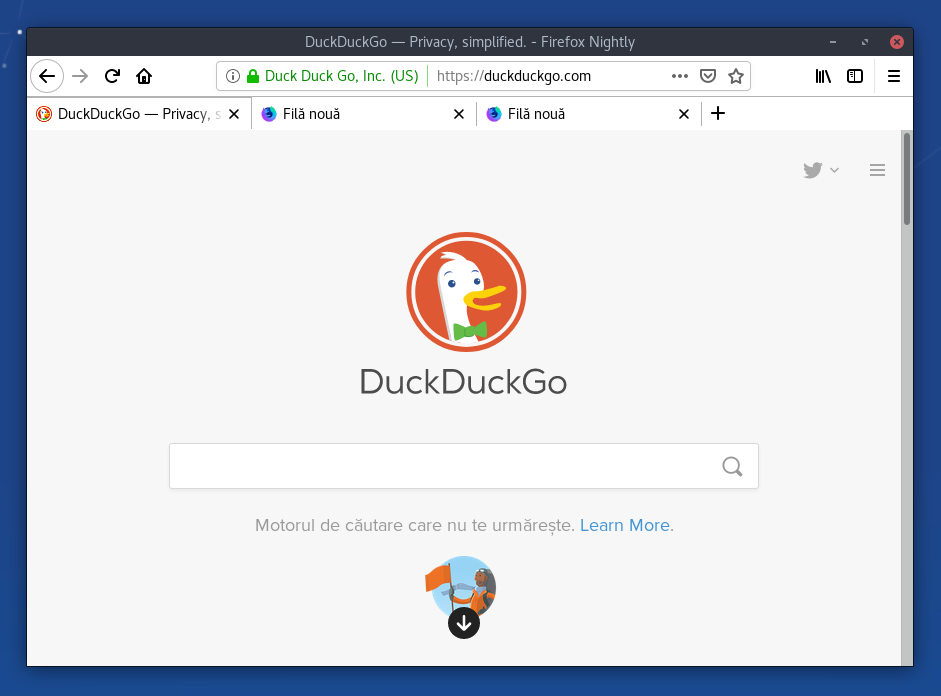 DuckDuckGo — Privacy, simplified. - Firefox Nightly
Duck Duck Go, Inc. (US) https://duckduckgo.com
DuckDuckGo — Privacy, s Filă nouă Filă nouă
DuckDuckGo
Motorul de căutare care nu te urmărește. Learn More.